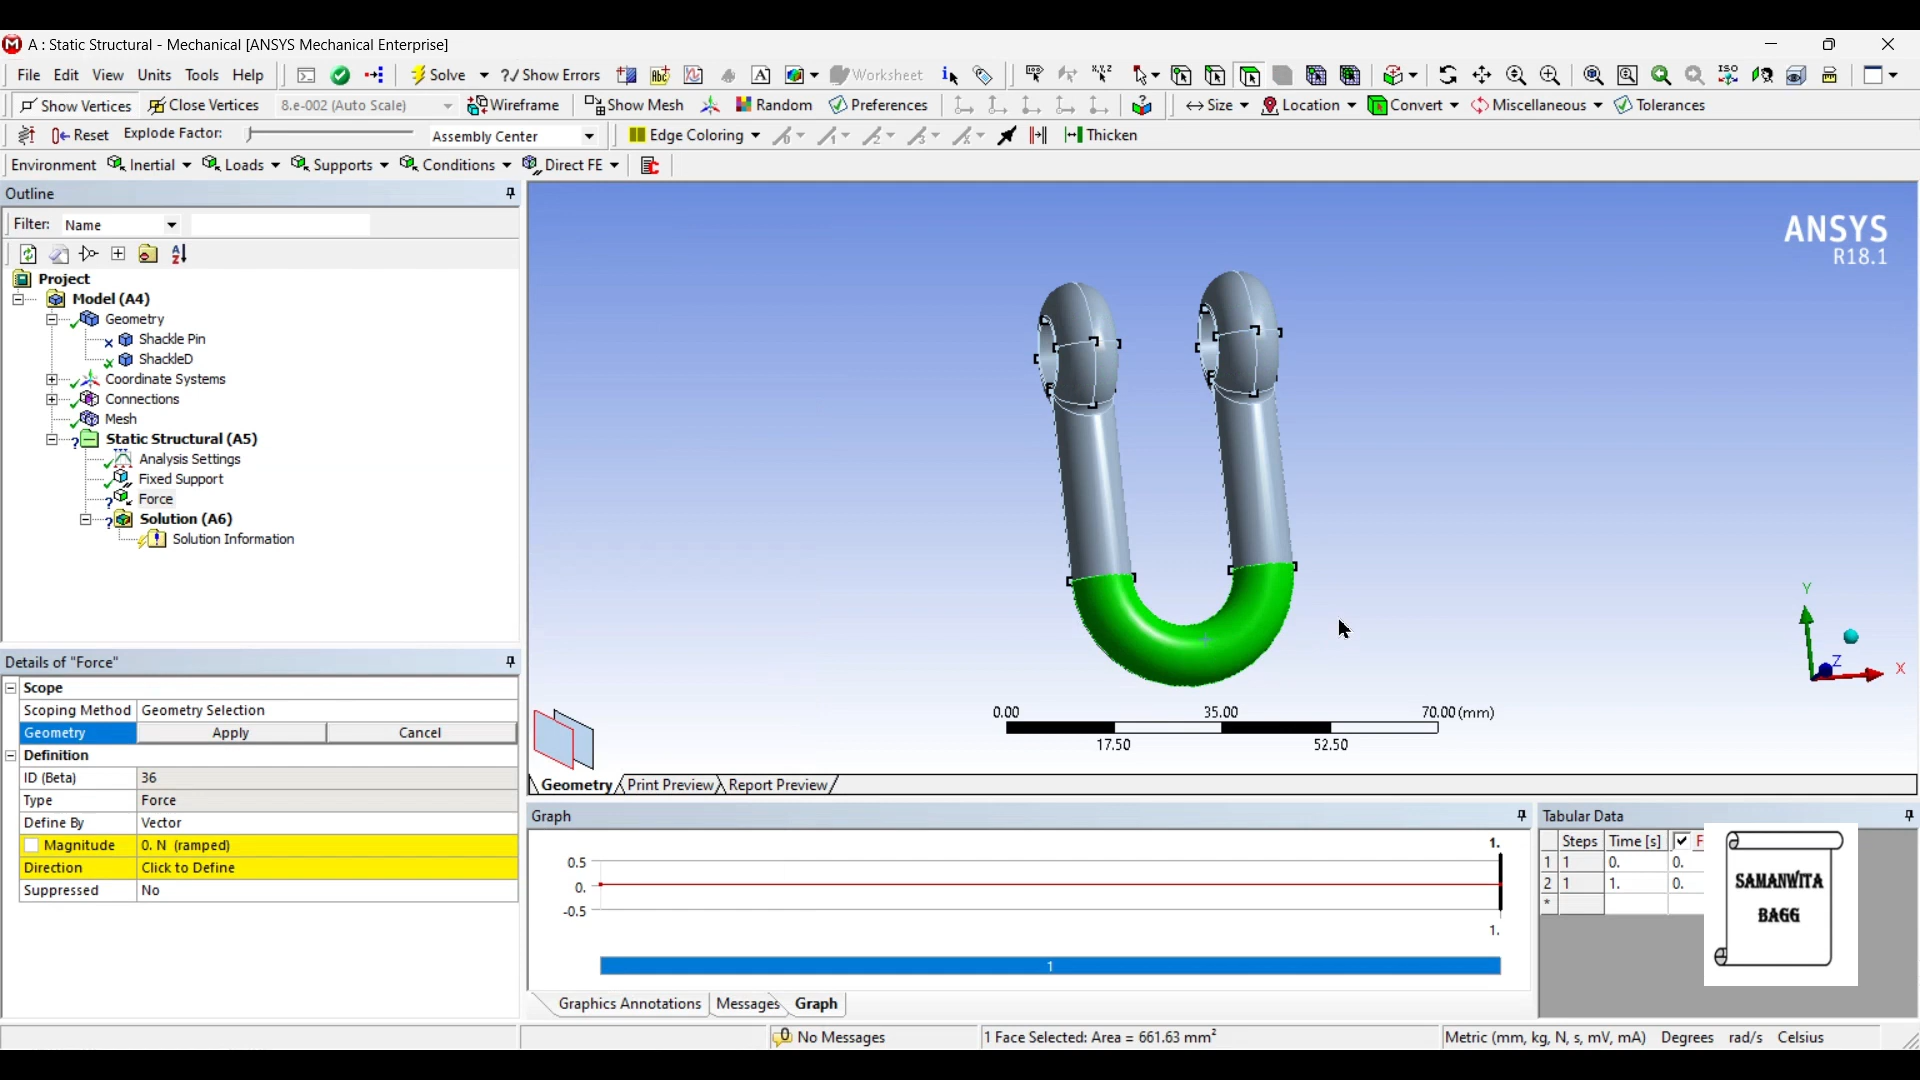 A : Static Structural - Mechanical [ANSYS Mechanical Enterprise]
File Edit View Units Tools Help Solve ?/ Show Errors Worksheet
Show Vertices Close Vertices 8.e-002 (Auto Scale) Wireframe Show Mesh Random Preferences Size Location Convert Miscellaneous Tolerances
Reset Explode Factor: Assembly Center Edge Coloring Thicken
Environment Inertial Loads Supports Conditions Direct FE
Outline
Filter: Name
Project
Model (A4)
Geometry
Shackle Pin
ShackleD
Coordinate Systems
Connections
Mesh
Static Structural (A5)
Analysis Settings
Fixed Support
Force
Solution (A6)
Solution Information
Details of "Force"
Scope
Scoping Method Geometry Selection
Geometry Apply Cancel
Definition
ID (Beta) 36
Type Force
Define By Vector
Magnitude 0. N (ramped)
Direction Click to Define
Suppressed No
ANSYS
R18.1
Y
Z
X
0.00 35.00 70.00 (mm)
17.50 52.50
Geometry Print Preview Report Preview
Graph
1.
0.5
0.
-0.5
1.
1
Graphics Annotations Messages Graph
Tabular Data
Steps Time [s] F
1 1 0. 0.
2 1 1. 0.
*
SAMANWITA
BAGG
No Messages 1 Face Selected: Area = 661.63 mm² Metric (mm, kg, N, s, mV, mA) Degrees rad/s Celsius